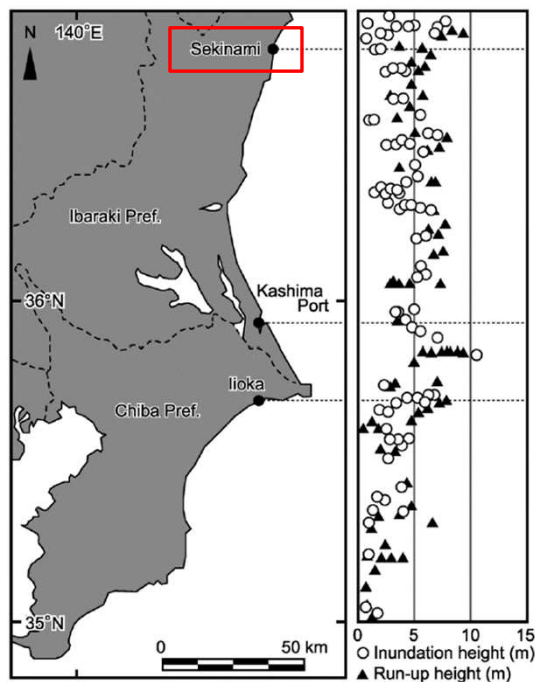 140°E
N
Sekinami
Ibaraki Pref.
Kashima
Port
36°N
Iioka
Chiba Pref.
35°N
0 50 km
0 5 10 15
○ Inundation height (m)
▲ Run-up height (m)